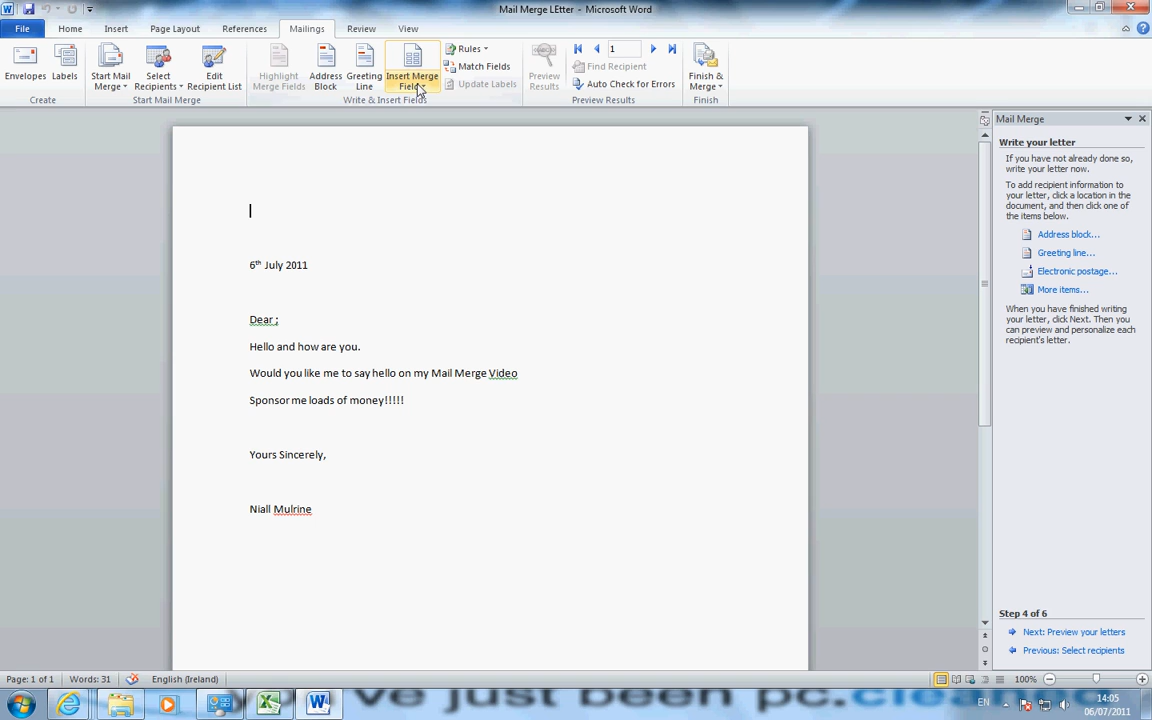 Mail Merge LEtter - Microsoft Word
File Home Insert Page Layout References Mailings Review View
Envelopes Labels
Create
Start Mail Merge Select Recipients Edit Recipient List
Start Mail Merge
Highlight Merge Fields Address Block Greeting Line Insert Merge Field
Rules
Match Fields
Update Labels
Write & Insert Fields
Preview Results
1
Find Recipient
Auto Check for Errors
Preview Results
Finish & Merge
Finish
6th July 2011
Dear ;
Hello and how are you.
Would you like me to say hello on my Mail Merge Video
Sponsor me loads of money!!!!!
Yours Sincerely,
Niall Mulrine
Mail Merge
Write your letter
If you have not already done so,
write your letter now.
To add recipient information to
your letter, click a location in the
document, and then click one of
the items below.
Address block...
Greeting line...
Electronic postage...
More items...
When you have finished writing
your letter, click Next. Then you
can preview and personalize each
recipient's letter.
Step 4 of 6
Next: Preview your letters
Previous: Select recipients
Page: 1 of 1 Words: 31 English (Ireland) 100%
've just been pc.clean
EN 14:05
06/07/2011